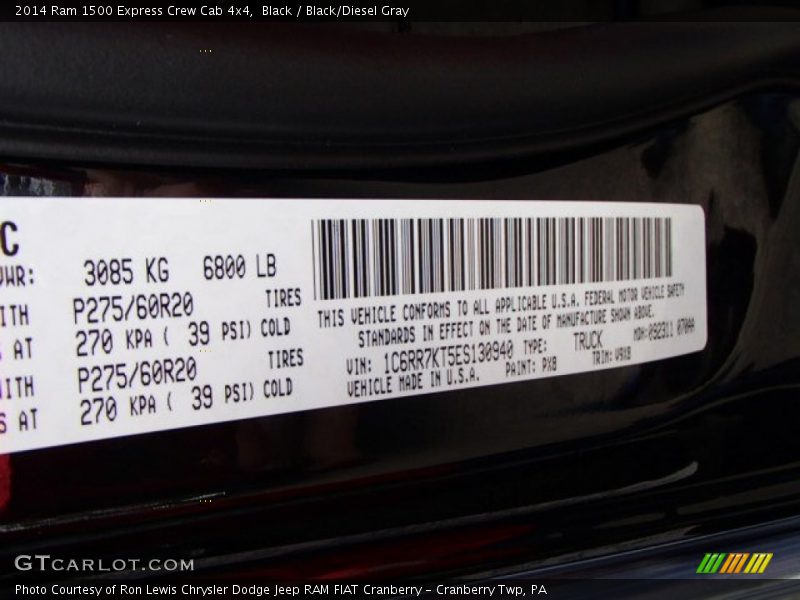 2014 Ram 1500 Express Crew Cab 4x4, Black / Black/Diesel Gray
C
3085 KG 6800 LB
P275/60R20 TIRES
270 KPA ( 39 PSI) COLD
P275/60R20 TIRES
AT 270 KPA ( 39 PSI) COLD
THIS VEHICLE CONFORMS TO ALL APPLICABLE U.S.A. FEDERAL MOTOR VEHICLE SAFETY
STANDARDS IN EFFECT ON THE DATE OF MANUFACTURE SHOWN ABOVE.
VIN: 1C6RR7KT5ES130940 TYPE: TRUCK MDH:
VEHICLE MADE IN U.S.A. PAINT: PX8 TRIM: V9X8
GTCARLOT.COM
Photo Courtesy of Ron Lewis Chrysler Dodge Jeep RAM FIAT Cranberry – Cranberry Twp, PA